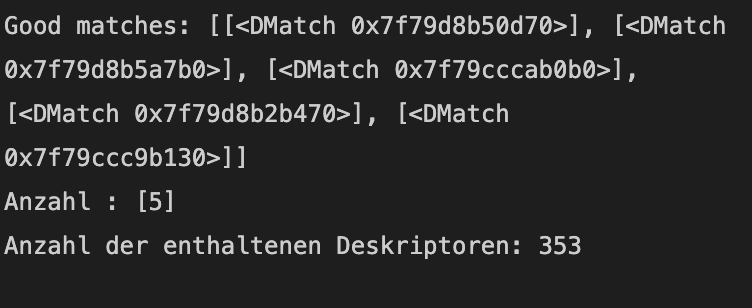 Good matches: [[<DMatch 0x7f79d8b50d70>], [<DMatch
0x7f79d8b5a7b0>], [<DMatch 0x7f79cccab0b0>],
[<DMatch 0x7f79d8b2b470>], [<DMatch
0x7f79ccc9b130>]]
Anzahl : [5]
Anzahl der enthaltenen Deskriptoren: 353